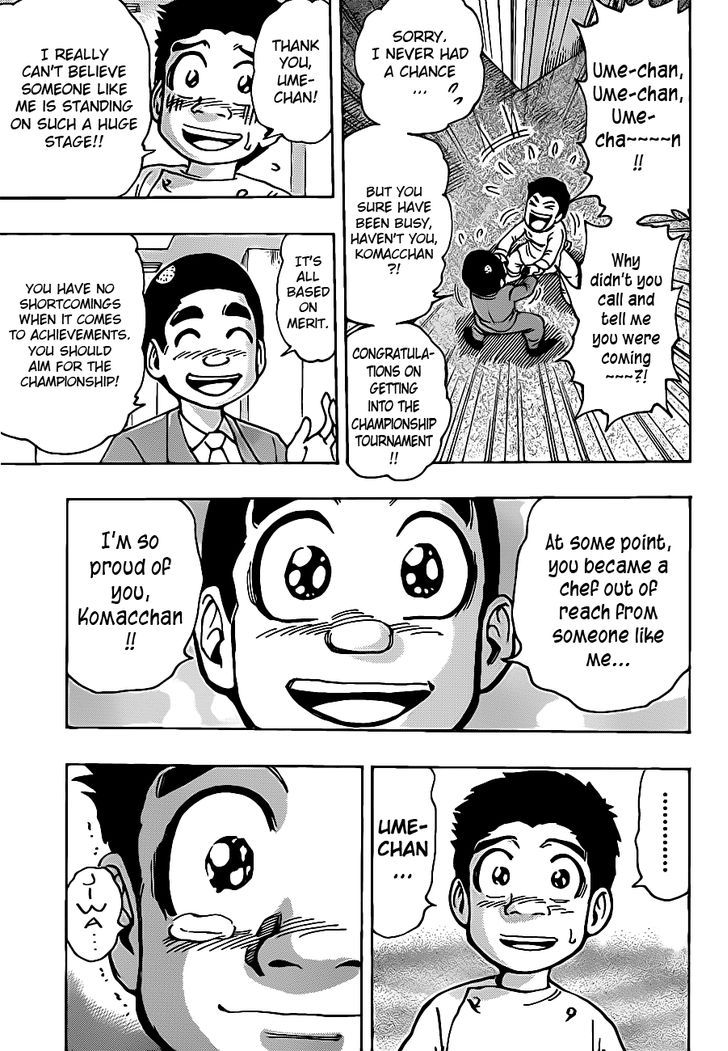 Ume-chan,
Ume-chan,
Ume-
cha~~~~n
!!
Why
didn't you
call and
tell me
you were
coming
~~~?!
SORRY.
I NEVER HAD
A CHANCE
...
BUT YOU
SURE HAVE
BEEN BUSY,
HAVEN'T YOU,
KOMACCHAN
?!
CONGRATULA-
TIONS ON
GETTING
INTO THE
CHAMPIONSHIP
TOURNAMENT
!!
THANK
YOU,
UME-
CHAN!
I REALLY
CAN'T BELIEVE
SOMEONE LIKE
ME IS STANDING
ON SUCH A HUGE
STAGE!!
IT'S
ALL
BASED
ON
MERIT.
YOU HAVE NO
SHORTCOMINGS
WHEN IT COMES
TO ACHIEVEMENTS.
YOU SHOULD
AIM FOR THE
CHAMPIONSHIP!
At some point,
you became a
chef out of
reach from
someone like
me...
I'm so
proud of
you,
Komacchan
!!
.........
UME-
CHAN
...
JIWA...